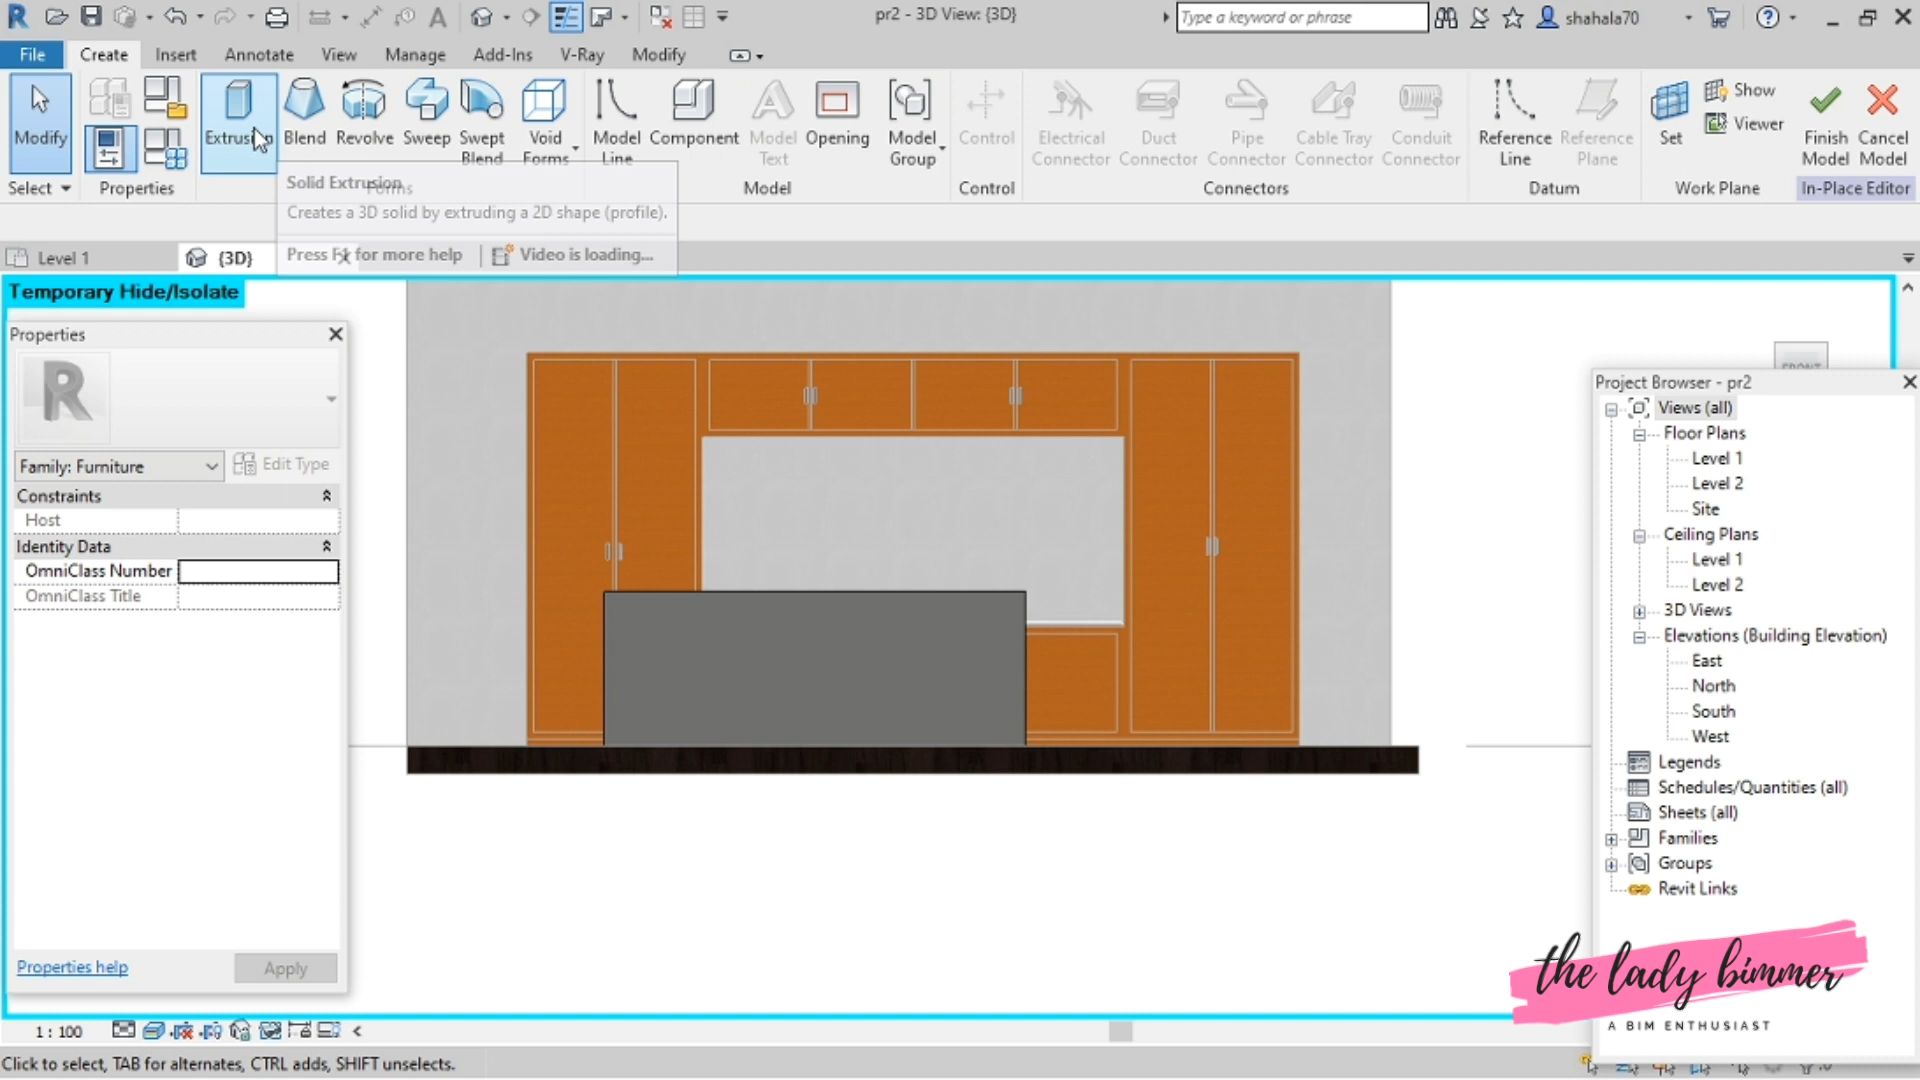 pr2 - 3D View: {3D}
Type a keyword or phrase
shahala70
File
Create
Insert
Annotate
View
Manage
Add-Ins
V-Ray
Modify
Modify
Extrusion
Blend
Revolve
Sweep
Swept
Blend
Void
Forms
Model
Line
Component
Model
Text
Opening
Model
Group
Control
Electrical
Connector
Duct
Connector
Pipe
Connector
Cable Tray
Connector
Conduit
Connector
Reference
Line
Reference
Plane
Set
Show
Viewer
Finish
Model
Cancel
Model
Select
Properties
Forms
Model
Control
Connectors
Datum
Work Plane
In-Place Editor
Solid Extrusion
Creates a 3D solid by extruding a 2D shape (profile).
Press F1 for more help
Video is loading...
Level 1
{3D}
Temporary Hide/Isolate
Properties
R
Family: Furniture
Edit Type
Constraints
Host
Identity Data
OmniClass Number
OmniClass Title
Properties help
Apply
FRONT
Project Browser - pr2
Views (all)
Floor Plans
Level 1
Level 2
Site
Ceiling Plans
Level 1
Level 2
3D Views
Elevations (Building Elevation)
East
North
South
West
Legends
Schedules/Quantities (all)
Sheets (all)
Families
Groups
Revit Links
the lady bimmer
A BIM ENTHUSIAST
1 : 100
Click to select, TAB for alternates, CTRL adds, SHIFT unselects.